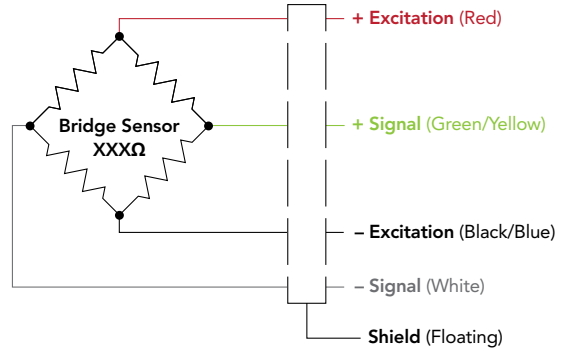 + Excitation (Red)
Bridge Sensor
XXXΩ
+ Signal (Green/Yellow)
– Excitation (Black/Blue)
– Signal (White)
Shield (Floating)